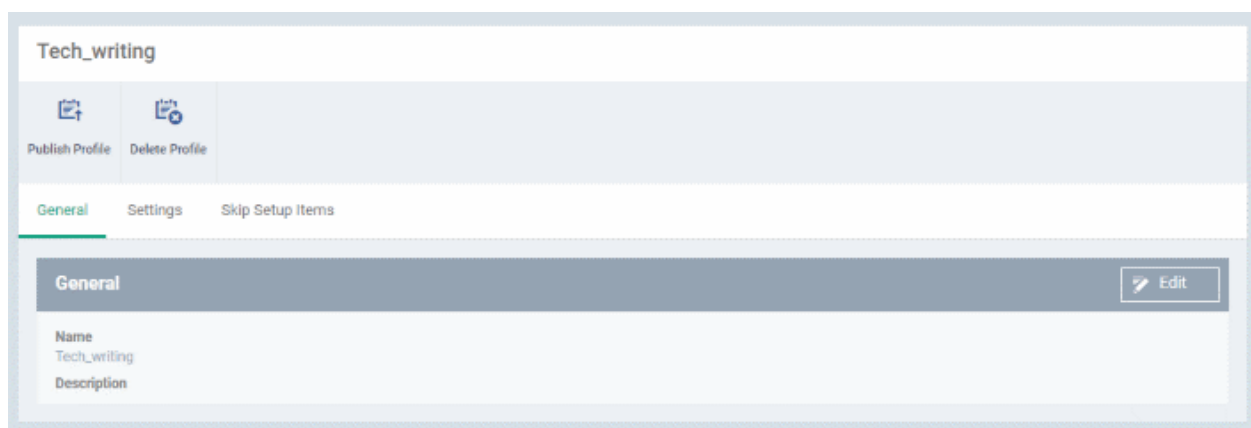 Tech_writing
Publish Profile Delete Profile
General Settings Skip Setup Items
General Edit
Name
Tech_writing
Description